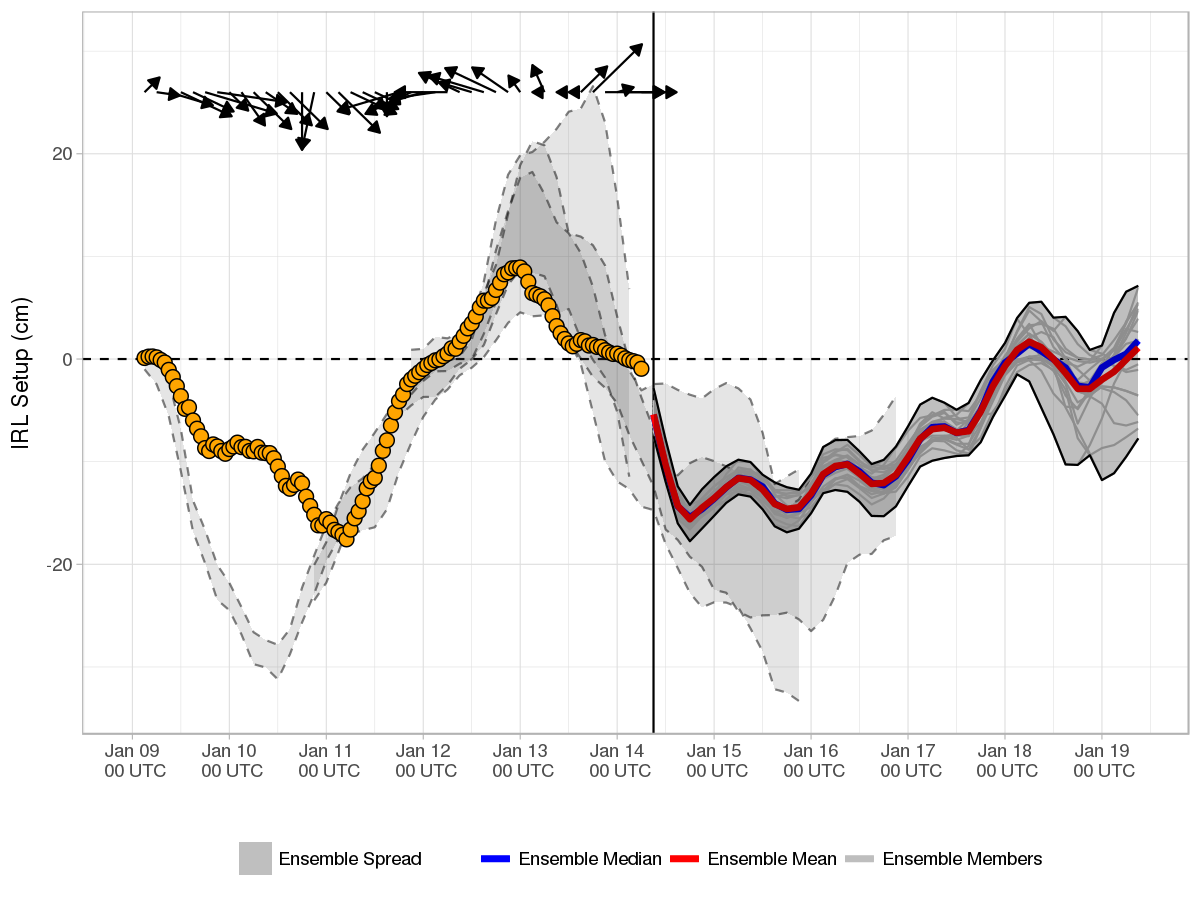 IRL Setup (cm)
20
0
-20
Jan 09 Jan 10 Jan 11 Jan 12 Jan 13 Jan 14 Jan 15 Jan 16 Jan 17 Jan 18 Jan 19
00 UTC 00 UTC 00 UTC 00 UTC 00 UTC 00 UTC 00 UTC 00 UTC 00 UTC 00 UTC 00 UTC
Ensemble Spread Ensemble Median Ensemble Mean Ensemble Members